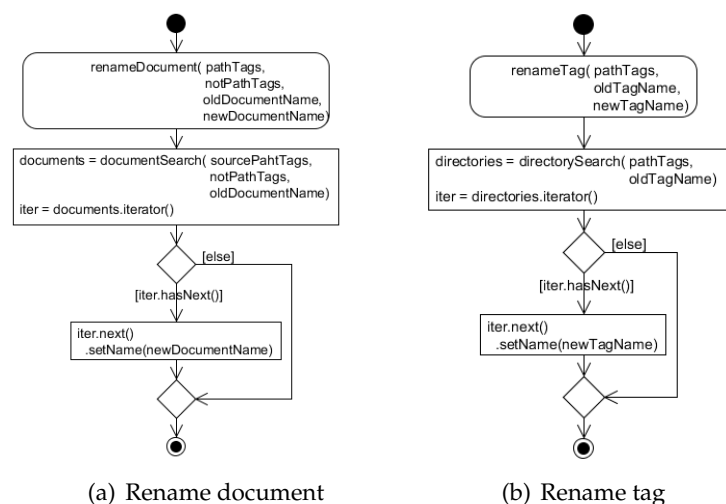 renameDocument( pathTags,
notPathTags,
oldDocumentName,
newDocumentName)
documents = documentSearch( sourcePahtTags,
notPathTags,
oldDocumentName)
iter = documents.iterator()
[else]
[iter.hasNext()]
iter.next()
.setName(newDocumentName)
(a) Rename document
renameTag( pathTags,
oldTagName,
newTagName)
directories = directorySearch( pathTags,
oldTagName)
iter = directories.iterator()
[else]
[iter.hasNext()]
iter.next()
.setName(newTagName)
(b) Rename tag